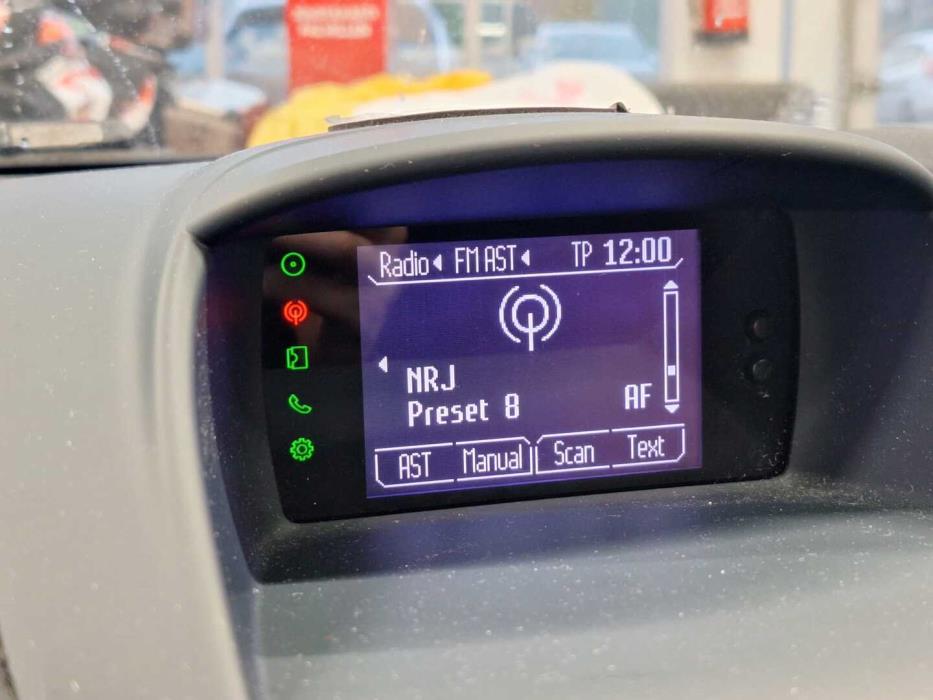 Radio FM AST TP 12:00
NRJ
Preset 8 AF
AST Manual Scan Text